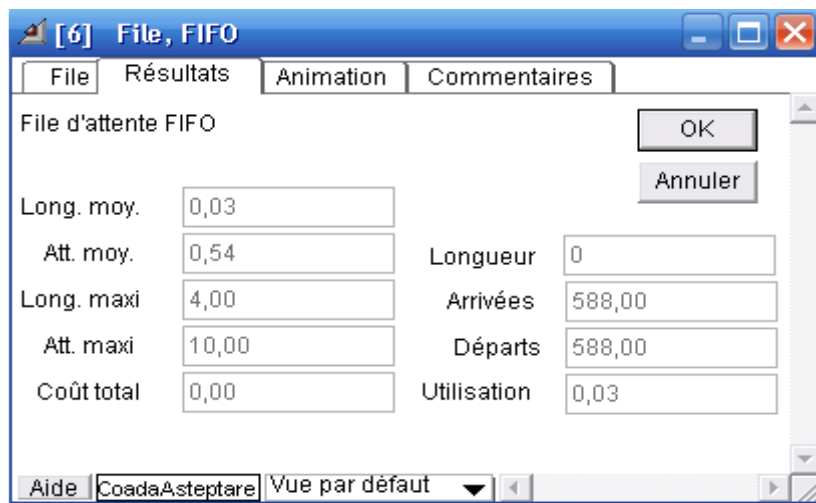 [6] File, FIFO
File Résultats Animation Commentaires
File d'attente FIFO
OK
Annuler
Long. moy. 0,03
Att. moy. 0,54 Longueur 0
Long. maxi 4,00 Arrivées 588,00
Att. maxi 10,00 Départs 588,00
Coût total 0,00 Utilisation 0,03
Aide CoadaAsteptare Vue par défaut